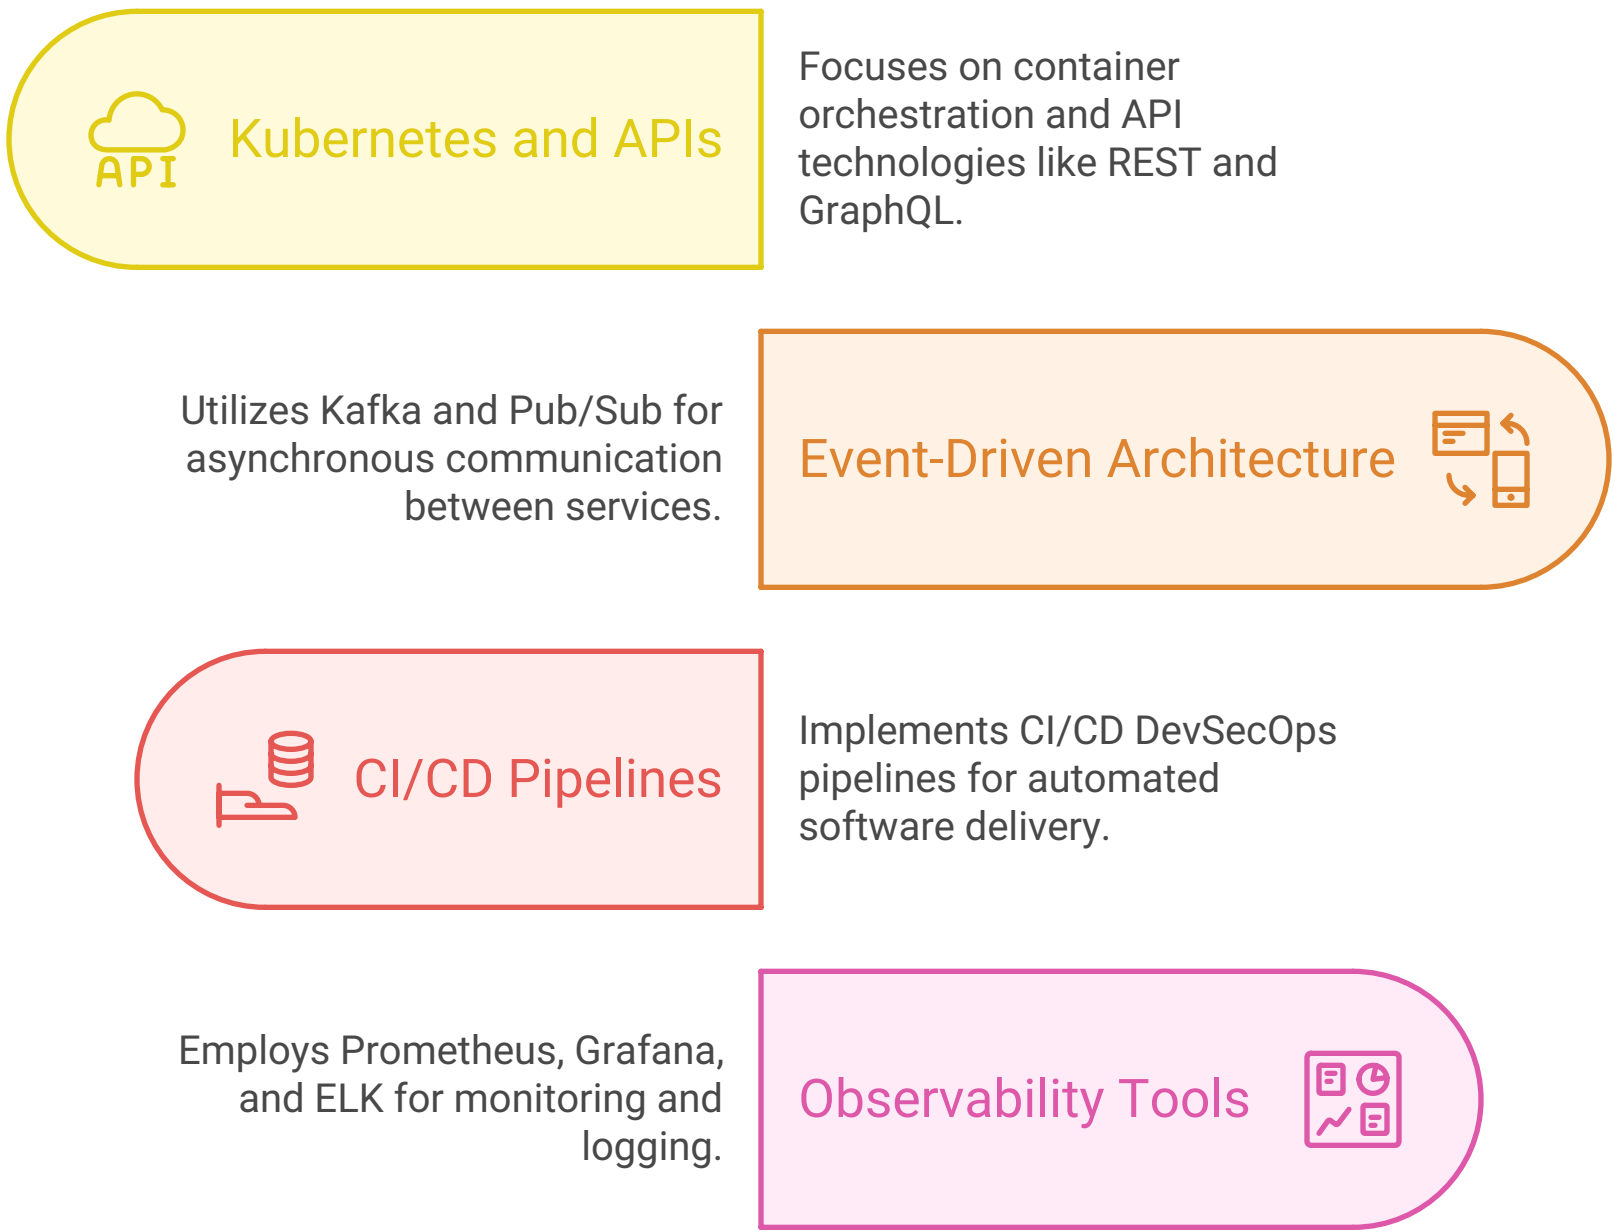 API
Kubernetes and APIs
Focuses on container
orchestration and API
technologies like REST and
GraphQL.
Utilizes Kafka and Pub/Sub for
asynchronous communication
between services.
Event-Driven Architecture
CI/CD Pipelines
Implements CI/CD DevSecOps
pipelines for automated
software delivery.
Employs Prometheus, Grafana,
and ELK for monitoring and
logging.
Observability Tools